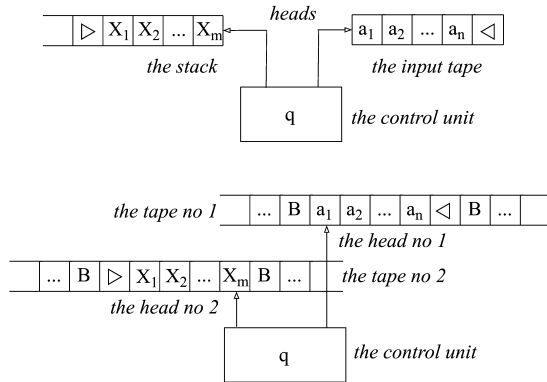 heads
▷ X1 X2 ... Xm a1 a2 ... an ◁
the stack the input tape
q the control unit
the tape no 1 ... B a1 a2 ... an ◁ B ...
the head no 1
... B ▷ X1 X2 ... Xm B ... the tape no 2
the head no 2
q the control unit